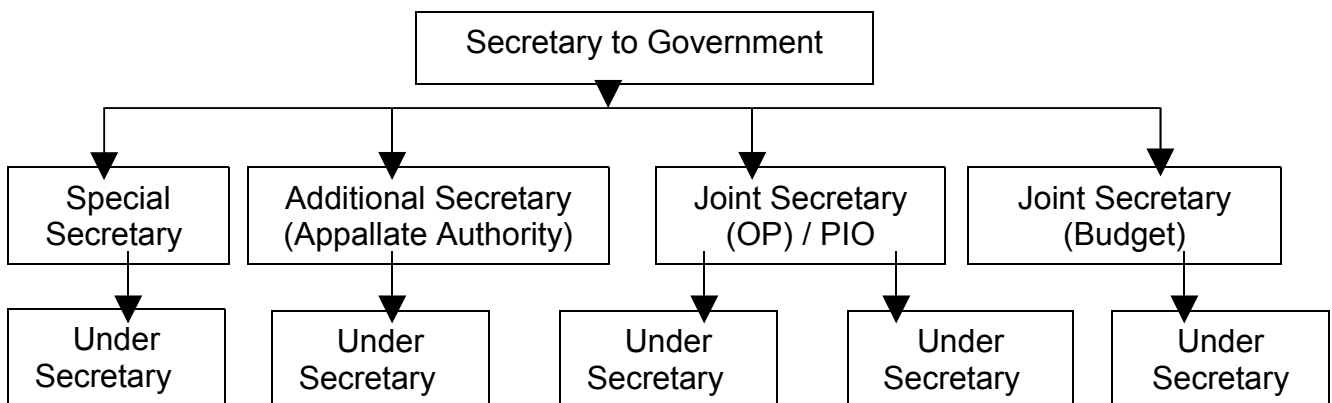 Secretary to Government
Special
Secretary
Additional Secretary
(Appallate Authority)
Joint Secretary
(OP) / PIO
Joint Secretary
(Budget)
Under
Secretary
Under
Secretary
Under
Secretary
Under
Secretary
Under
Secretary